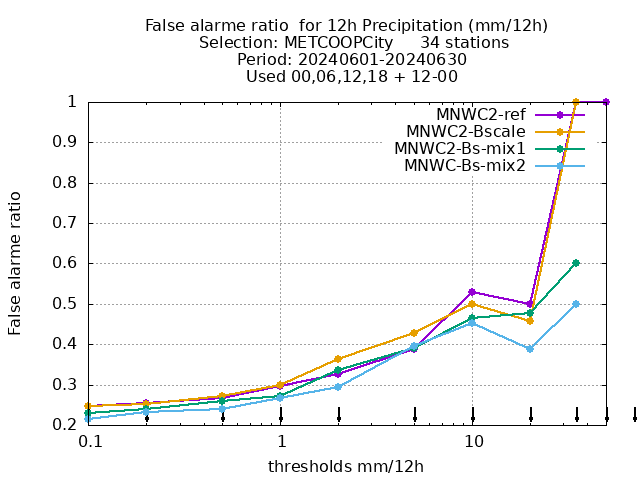 False alarme ratio  for 12h Precipitation (mm/12h)
Selection: METCOOPCity     34 stations
Period: 20240601-20240630
Used 00,06,12,18 + 12-00
MNWC2-ref
MNWC2-Bscale
MNWC2-Bs-mix1
MNWC-Bs-mix2
False alarme ratio
1
0.9
0.8
0.7
0.6
0.5
0.4
0.3
0.2
0.1
1
10
thresholds mm/12h